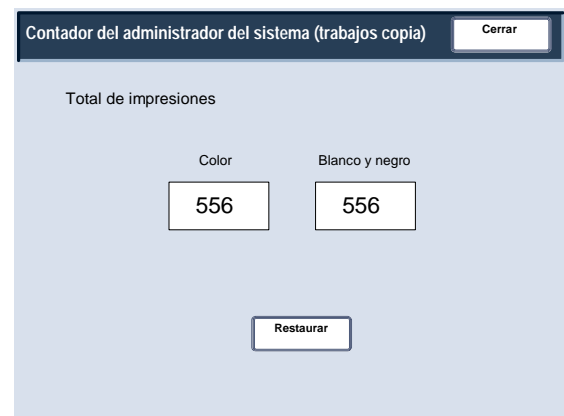 Contador del administrador del sistema (trabajos copia) Cerrar
Total de impresiones
Color Blanco y negro
556 556
Restaurar